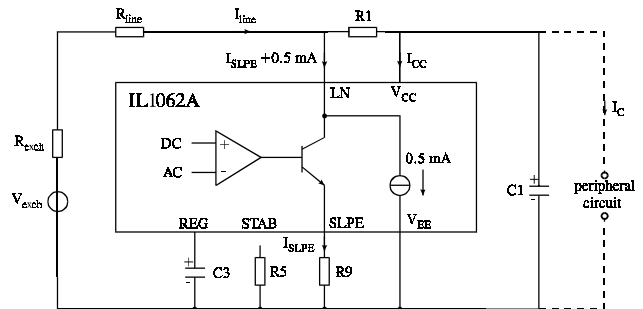 Rline
Iline
R1
ISLPE +0.5 mA
ICC
IL1062A
LN
VCC
IC
DC
+
AC
-
0.5 mA
Rexch
Vexch
C1
+
-
peripheral
circuit
REG
STAB
SLPE
VEE
ISLPE
+
-
C3
R5
R9